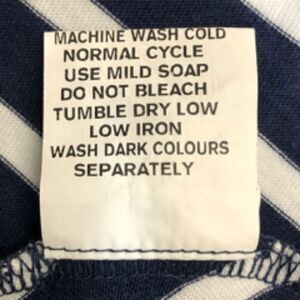 MACHINE WASH COLD
NORMAL CYCLE
USE MILD SOAP
DO NOT BLEACH
TUMBLE DRY LOW
LOW IRON
WASH DARK COLOURS
SEPARATELY